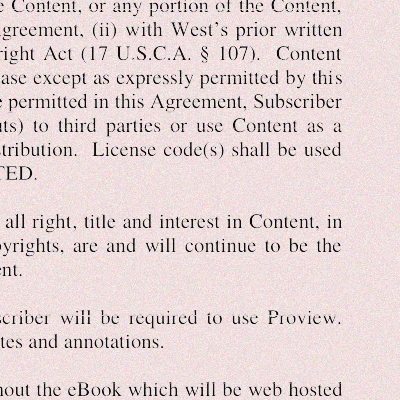 e Content, or any portion of the Content,
greement, (ii) with West's prior written
right Act (17 U.S.C.A. § 107). Content
ase except as expressly permitted by this
e permitted in this Agreement, Subscriber
ts) to third parties or use Content as a
tribution. License code(s) shall be used
TED.
all right, title and interest in Content, in
yrights, are and will continue to be the
ent.
scriber will be required to use Proview.
tes and annotations.
hout the eBook which will be web hosted